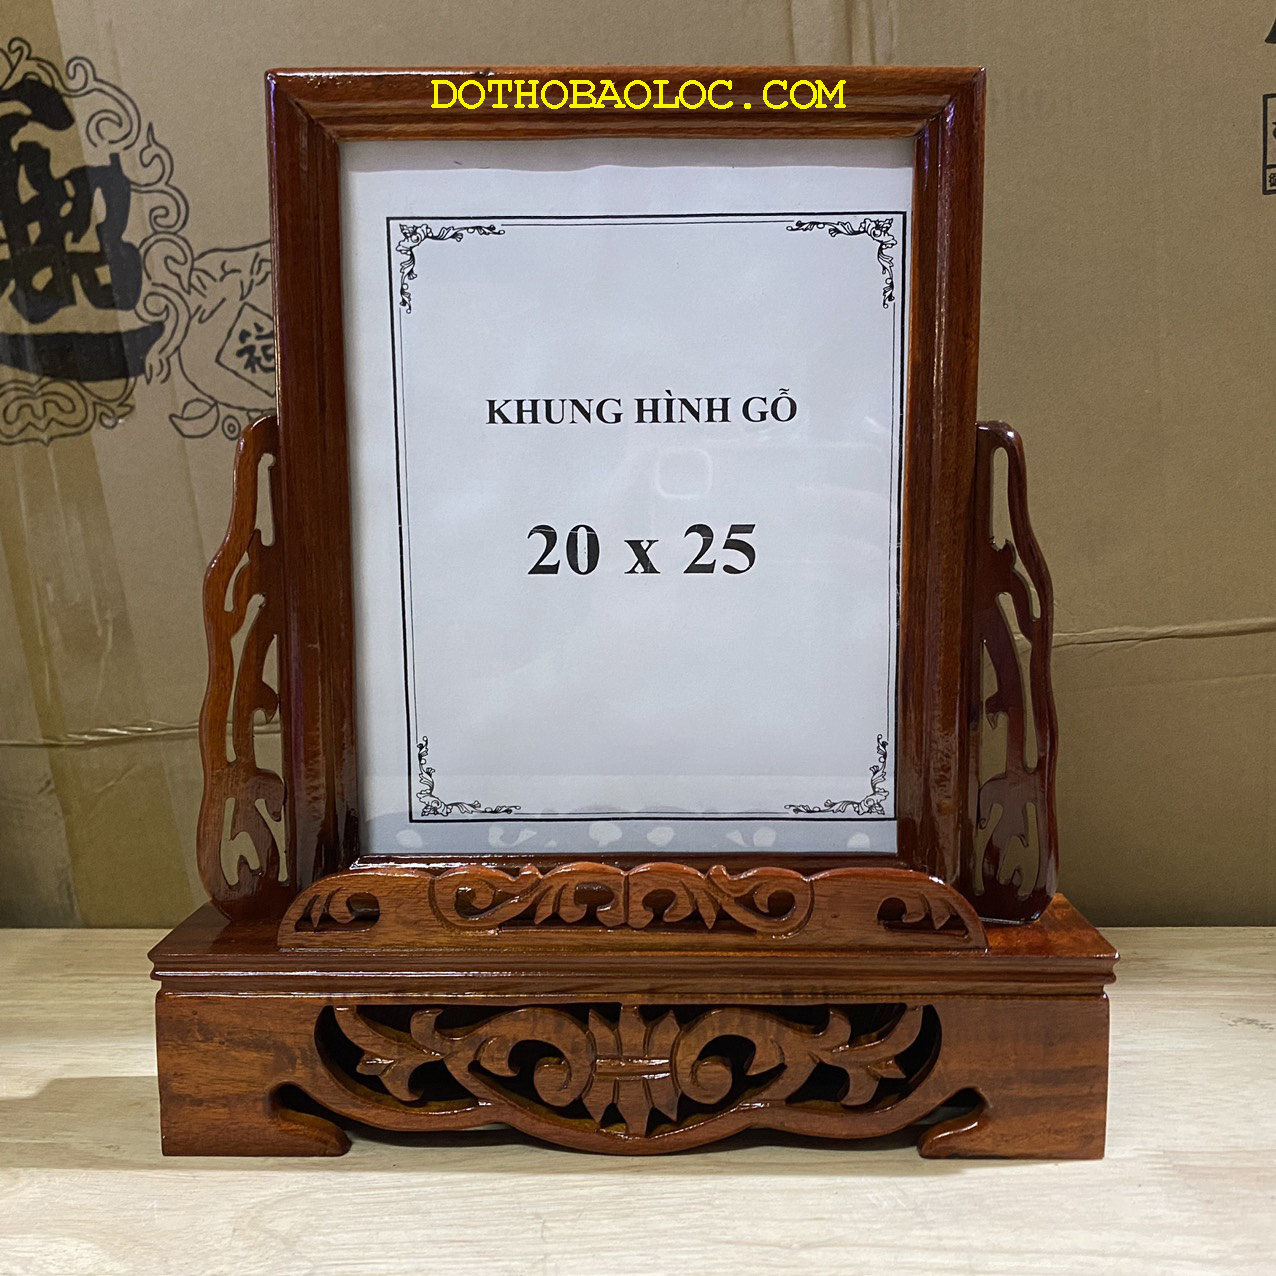 DOTHOBAOLOC.COM
KHUNG HÌNH GỖ
20 x 25